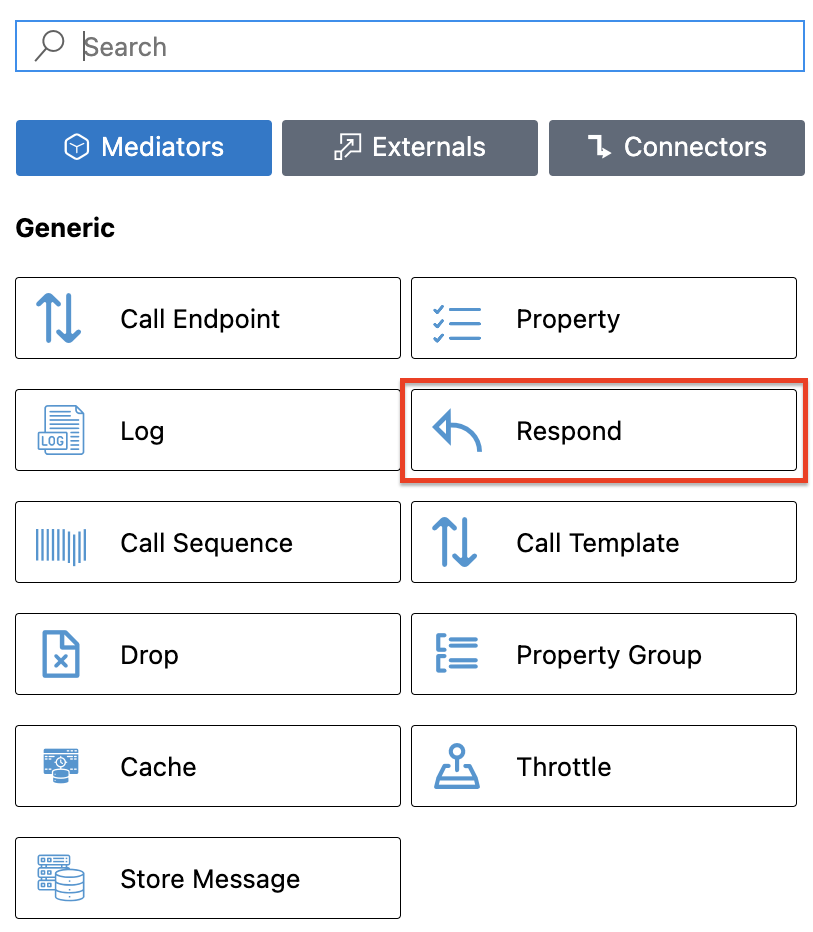 Search
Mediators Externals Connectors
Generic
Call Endpoint Property
LOG Log Respond
Call Sequence Call Template
Drop Property Group
Cache Throttle
Store Message